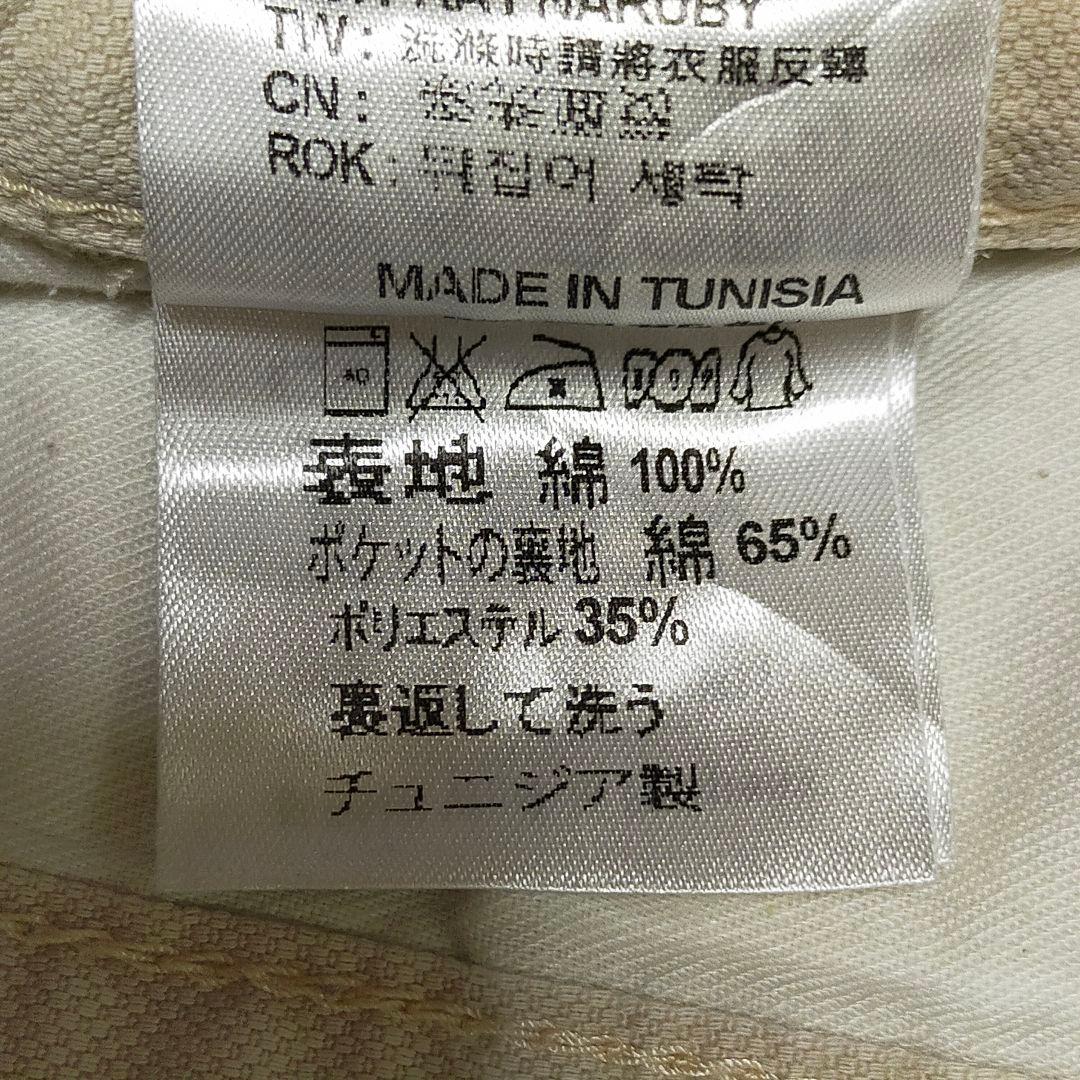 NARUBY
TW: 洗滌時請將衣服反轉
CN:
ROK: 뒤집어 세탁
MADE IN TUNISIA
40
表地 綿 100%
ポケットの裏地 綿 65%
ポリエステル 35%
裏返して洗う
チュニジア製